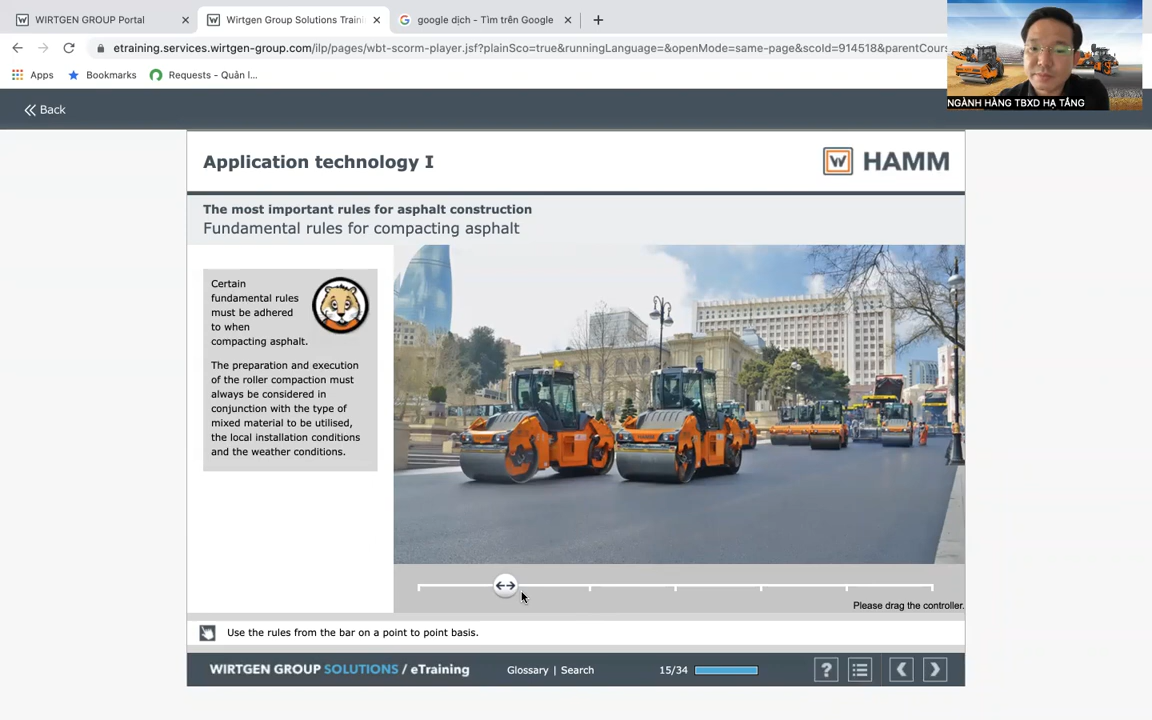 WIRTGEN GROUP Portal
Wirtgen Group Solutions Traini
google dịch - Tìm trên Google
etraining.services.wirtgen-group.com/ilp/pages/wbt-scorm-player.jsf?plainSco=true&runningLanguage=&openMode=same-page&scoId=914518&parentCours
Apps
Bookmarks
Requests - Quản l...
NGÀNH HÀNG TBXD HẠ TẦNG
Back
Application technology I
HAMM
The most important rules for asphalt construction
Fundamental rules for compacting asphalt
Certain
fundamental rules
must be adhered
to when
compacting asphalt.
The preparation and execution
of the roller compaction must
always be considered in
conjunction with the type of
mixed material to be utilised,
the local installation conditions
and the weather conditions.
HAMM
Please drag the controller.
Use the rules from the bar on a point to point basis.
WIRTGEN GROUP SOLUTIONS / eTraining
Glossary | Search
15/34